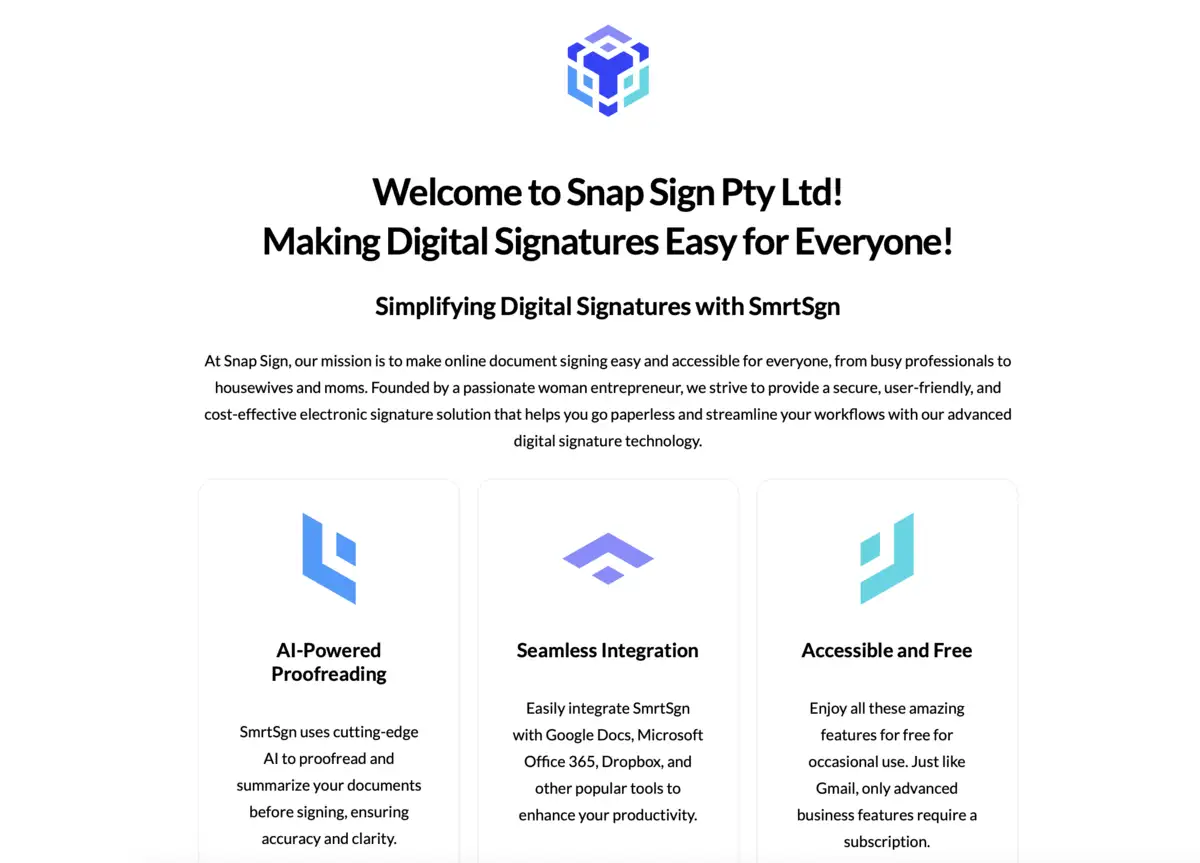 Welcome to Snap Sign Pty Ltd!
Making Digital Signatures Easy for Everyone!
Simplifying Digital Signatures with SmrtSgn
At Snap Sign, our mission is to make online document signing easy and accessible for everyone, from busy professionals to
housewives and moms. Founded by a passionate woman entrepreneur, we strive to provide a secure, user-friendly, and
cost-effective electronic signature solution that helps you go paperless and streamline your workflows with our advanced
digital signature technology.
AI-Powered
Proofreading
SmrtSgn uses cutting-edge
AI to proofread and
summarize your documents
before signing, ensuring
accuracy and clarity.
Seamless Integration
Easily integrate SmrtSgn
with Google Docs, Microsoft
Office 365, Dropbox, and
other popular tools to
enhance your productivity.
Accessible and Free
Enjoy all these amazing
features for free for
occasional use. Just like
Gmail, only advanced
business features require a
subscription.